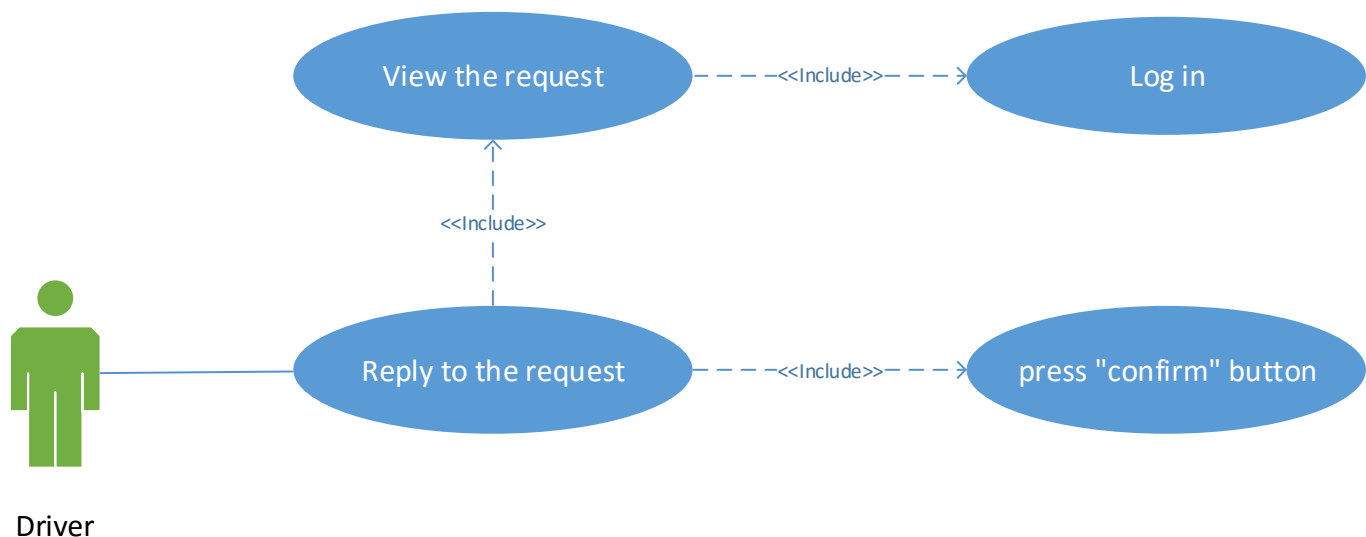 View the request
<<Include>>
Log in
<<Include>>
Reply to the request
<<Include>>
press "confirm" button
Driver